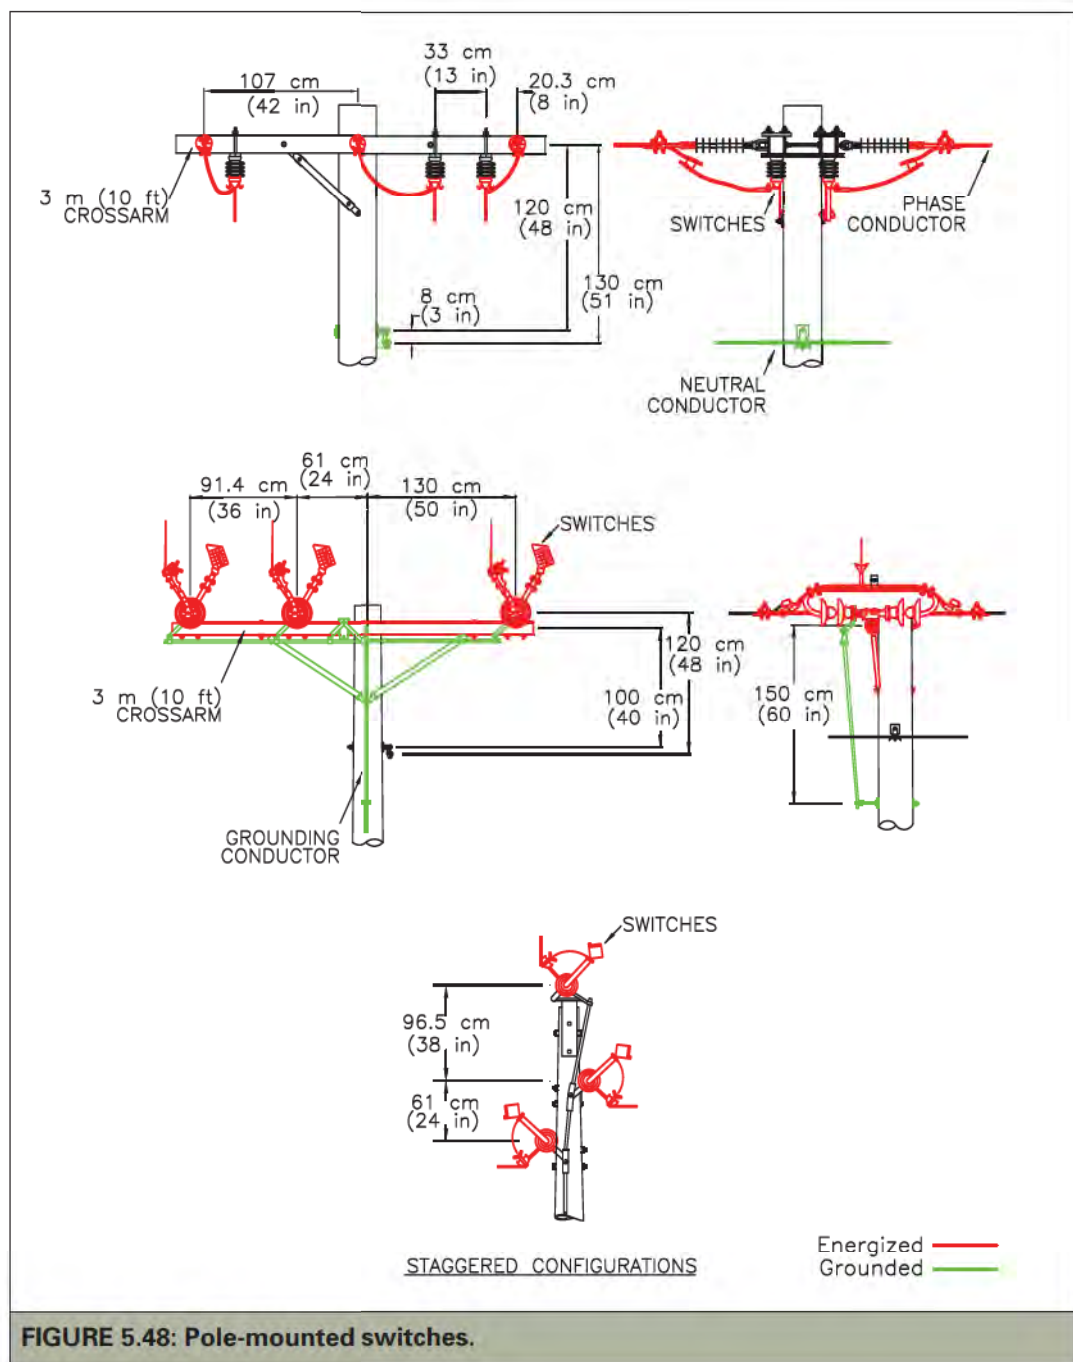 107 cm
(42 in)
33 cm
(13 in)
20.3 cm
(8 in)
3 m (10 ft)
CROSSARM
120 cm
(48 in)
8 cm
(3 in)
130 cm
(51 in)
SWITCHES
PHASE
CONDUCTOR
NEUTRAL
CONDUCTOR
91.4 cm
(36 in)
61 cm
(24 in)
130 cm
(50 in)
SWITCHES
3 m (10 ft)
CROSSARM
120 cm
(48 in)
100 cm
(40 in)
150 cm
(60 in)
GROUNDING
CONDUCTOR
SWITCHES
96.5 cm
(38 in)
61 cm
(24 in)
STAGGERED CONFIGURATIONS
Energized
Grounded
FIGURE 5.48: Pole-mounted switches.